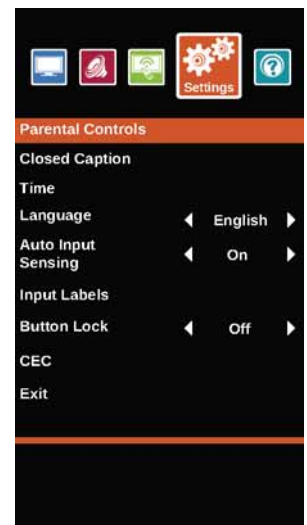 Settings
Parental Controls
Closed Caption
Time
Language English
Auto Input
Sensing On
Input Labels
Button Lock Off
CEC
Exit